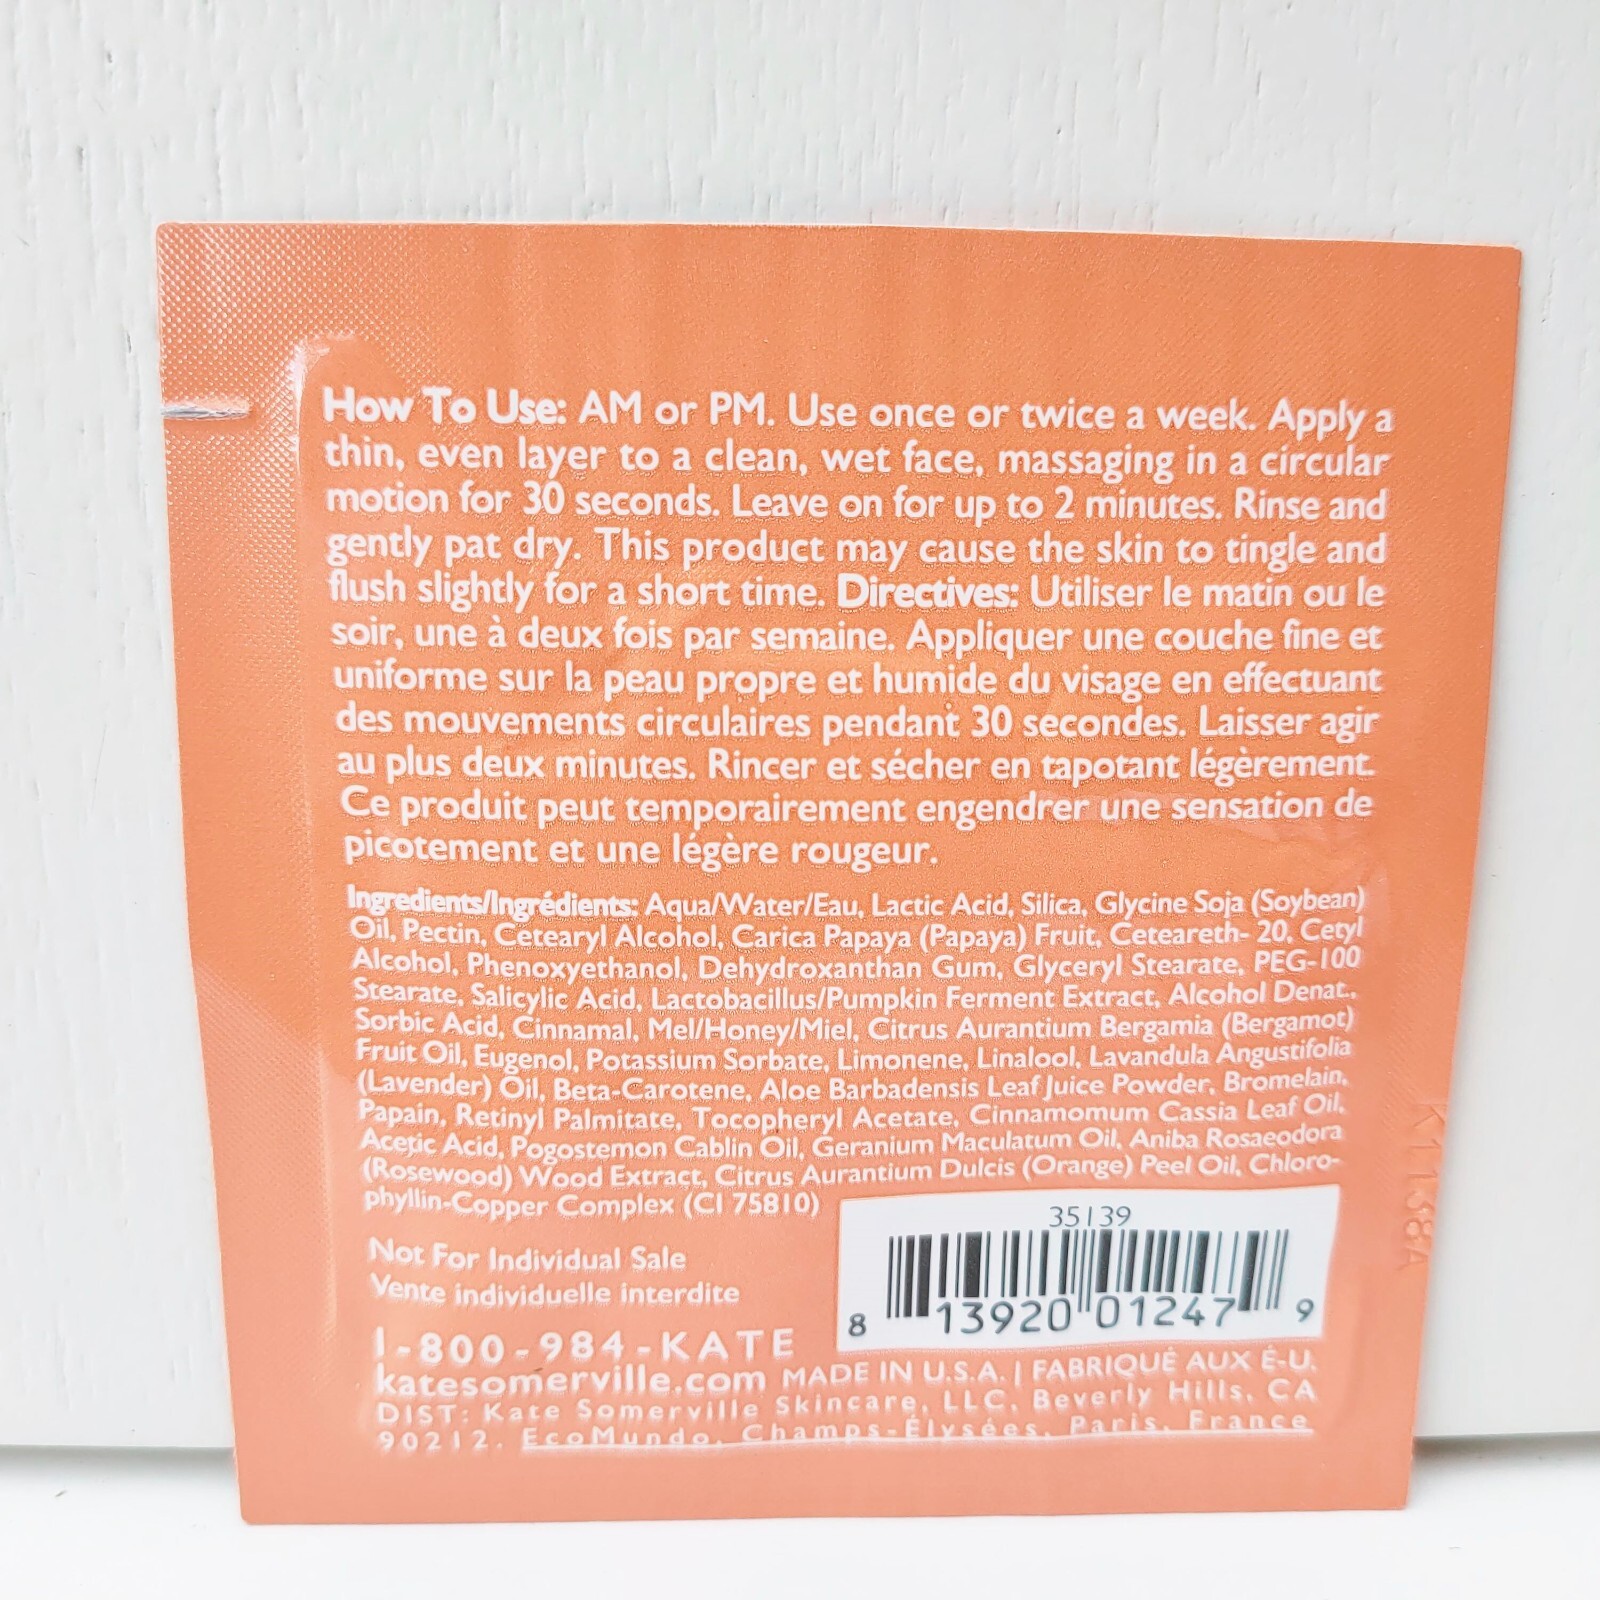 How To Use: AM or PM. Use once or twice a week. Apply a
thin, even layer to a clean, wet face, massaging in a circular
motion for 30 seconds. Leave on for up to 2 minutes. Rinse and
gently pat dry. This product may cause the skin to tingle and
flush slightly for a short time. Directives: Utiliser le matin ou le
soir, une à deux fois par semaine. Appliquer une couche fine et
uniforme sur la peau propre et humide du visage en effectuant
des mouvements circulaires pendant 30 secondes. Laisser agir
au plus deux minutes. Rincer et sécher en tapotant légèrement.
Ce produit peut temporairement engendrer une sensation de
picotement et une légère rougeur.
Ingredients/Ingrédients: Aqua/Water/Eau, Lactic Acid, Silica, Glycine Soja (Soybean)
Oil, Pectin, Cetearyl Alcohol, Carica Papaya (Papaya) Fruit, Ceteareth- 20, Cetyl
Alcohol, Phenoxyethanol, Dehydroxanthan Gum, Glyceryl Stearate, PEG-100
Stearate, Salicylic Acid, Lactobacillus/Pumpkin Ferment Extract, Alcohol Denat.,
Sorbic Acid, Cinnamal, Mel/Honey/Miel, Citrus Aurantium Bergamia (Bergamot)
Fruit Oil, Eugenol, Potassium Sorbate, Limonene, Linalool, Lavandula Angustifolia
(Lavender) Oil, Beta-Carotene, Aloe Barbadensis Leaf Juice Powder, Bromelain,
Papain, Retinyl Palmitate, Tocopheryl Acetate, Cinnamomum Cassia Leaf Oil,
Acetic Acid, Pogostemon Cablin Oil, Geranium Maculatum Oil, Aniba Rosaeodora
(Rosewood) Wood Extract, Citrus Aurantium Dulcis (Orange) Peel Oil, Chloro-
phyllin-Copper Complex (CI 75810)
35139
8 13920 01247 9
Not For Individual Sale
Vente individuelle interdite
1-800-984-KATE
katesomerville.com MADE IN U.S.A. | FABRIQUÉ AUX É-U.
DIST: Kate Somerville Skincare, LLC, Beverly Hills, CA
90212. EcoMundo, Champs-Élysées, Paris, France